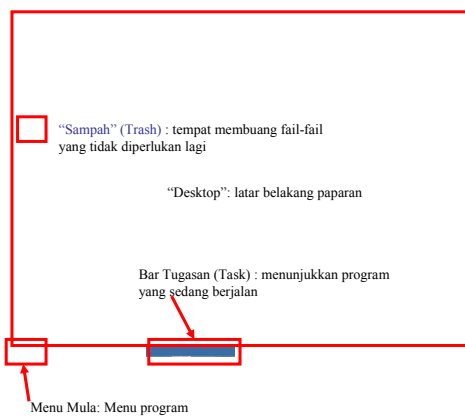 “Sampah” (Trash) : tempat membuang fail-fail
yang tidak diperlukan lagi
“Desktop”: latar belakang paparan
Bar Tugasan (Task) : menunjukkan program
yang sedang berjalan
Menu Mula: Menu program